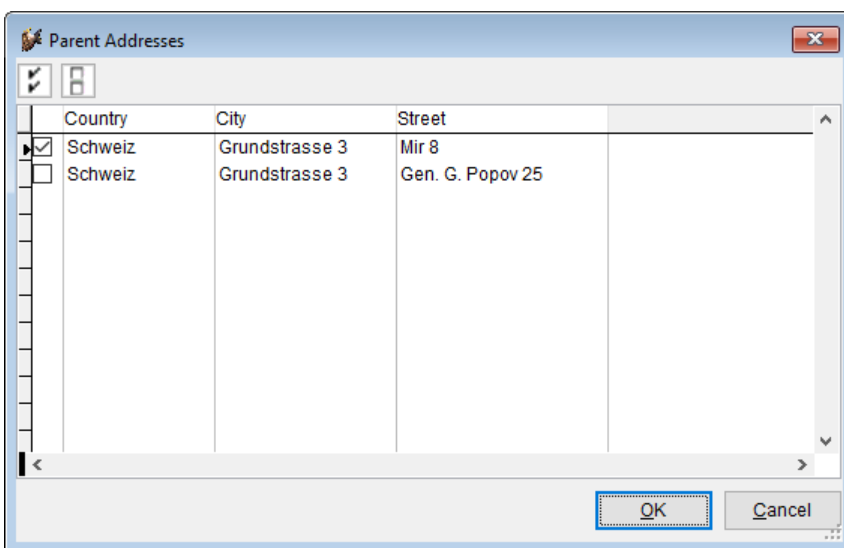 Parent Addresses
Country City Street
Schweiz Grundstrasse 3 Mir 8
Schweiz Grundstrasse 3 Gen. G. Popov 25
OK Cancel